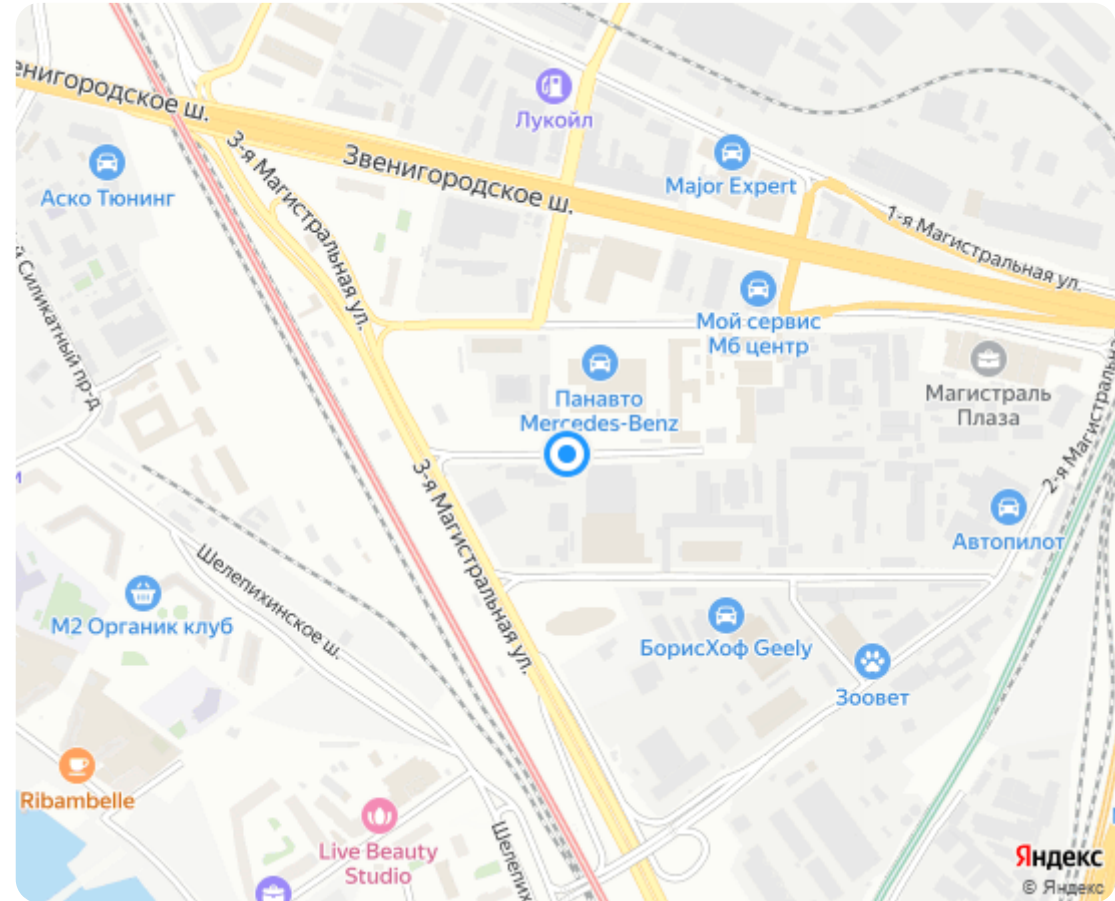 Звенигородское ш.
Лукойл
3-я Магистральная ул.
Звенигородское ш.
Major Expert
Аско Тюнинг
1-я Магистральная ул.
Силикатный пр-д
Мой сервис
Мб центр
Панавто
Mercedes-Benz
Магистраль
Плаза
2-я
3-я Магистральная ул.
Автопилот
Шелепихинское ш.
М2 Органик клуб
БорисХоф Geely
Зоовет
Ribambelle
Live Beauty
Studio
Яндекс
© Яндекс